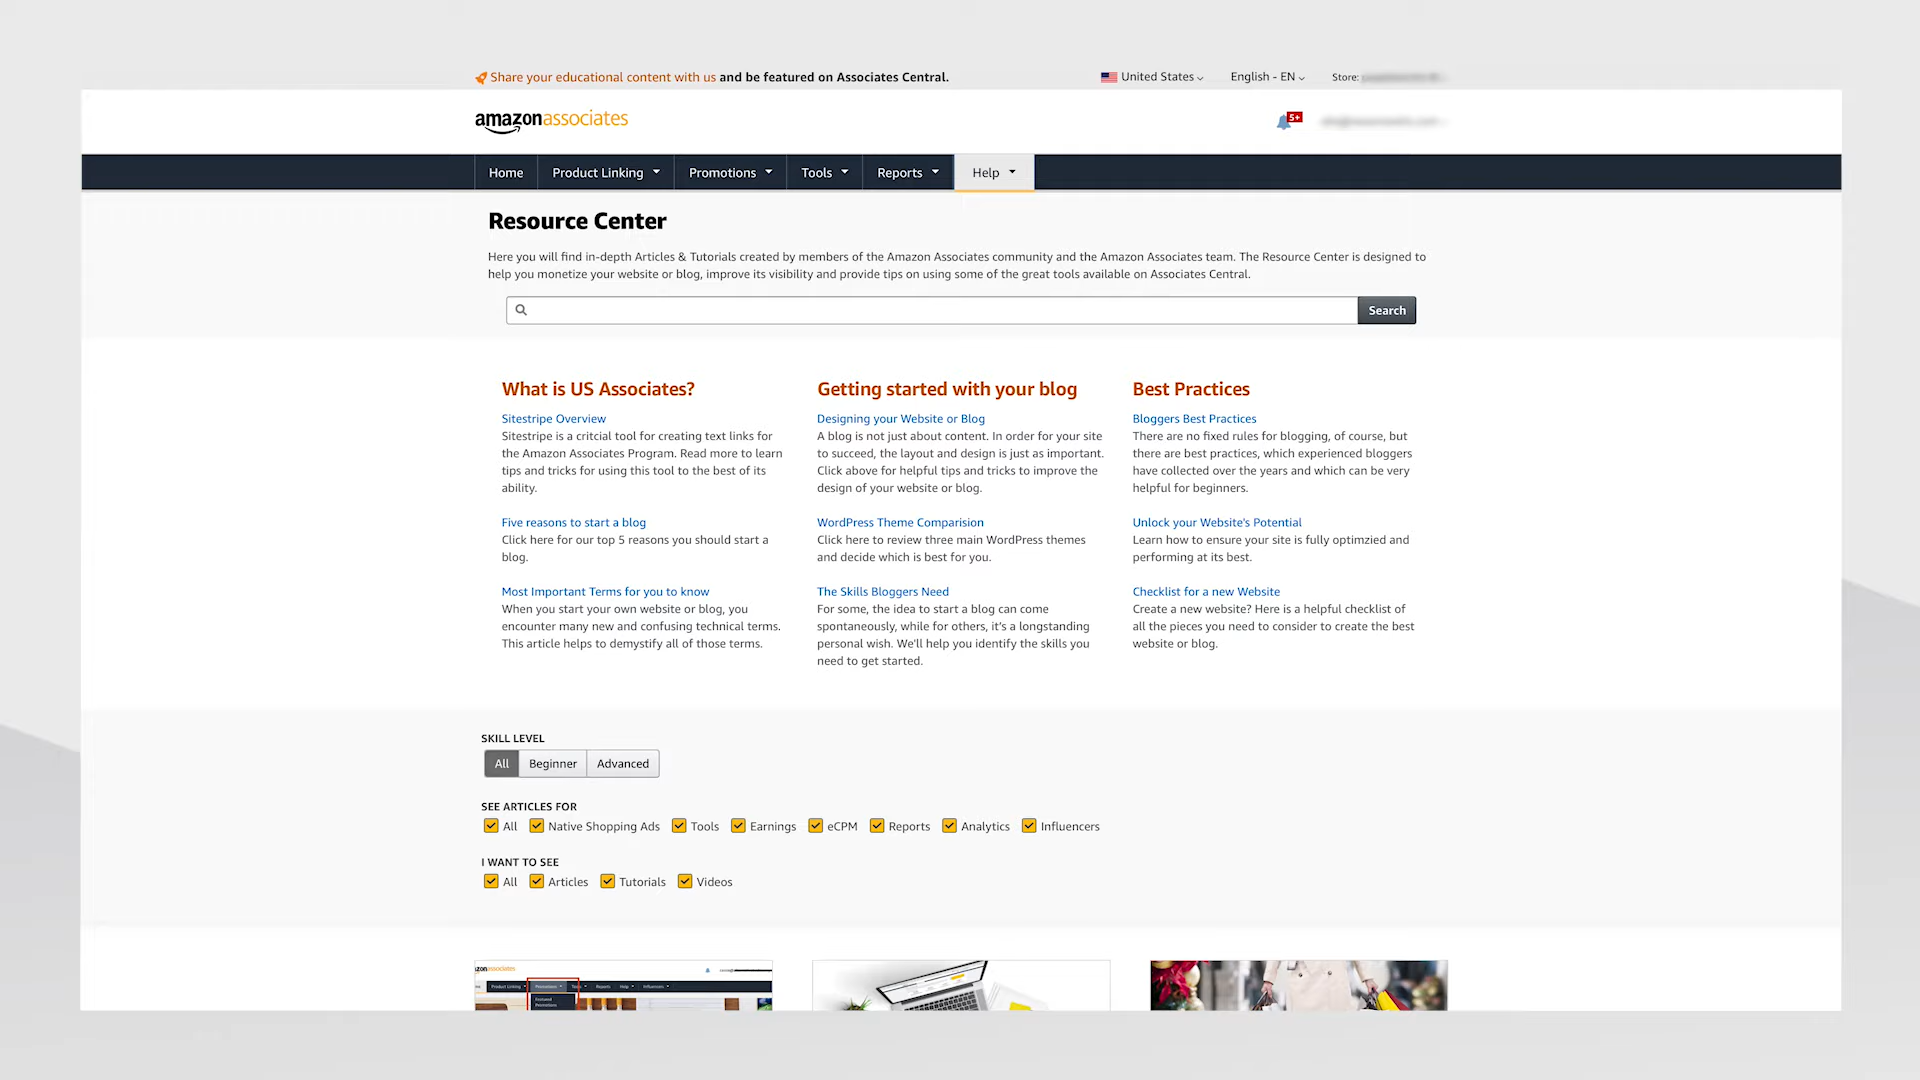 Share your educational content with us and be featured on Associates Central.
United States
English - EN
Store:
amazonassociates
5+
Home
Product Linking
Promotions
Tools
Reports
Help
Resource Center
Here you will find in-depth Articles & Tutorials created by members of the Amazon Associates community and the Amazon Associates team. The Resource Center is designed to
help you monetize your website or blog, improve its visibility and provide tips on using some of the great tools available on Associates Central.
Search
What is US Associates?
Sitestripe Overview
Sitestripe is a critcial tool for creating text links for
the Amazon Associates Program. Read more to learn
tips and tricks for using this tool to the best of its
ability.
Five reasons to start a blog
Click here for our top 5 reasons you should start a
blog.
Most Important Terms for you to know
When you start your own website or blog, you
encounter many new and confusing technical terms.
This article helps to demystify all of those terms.
Getting started with your blog
Designing your Website or Blog
A blog is not just about content. In order for your site
to succeed, the layout and design is just as important.
Click above for helpful tips and tricks to improve the
design of your website or blog.
WordPress Theme Comparision
Click here to review three main WordPress themes
and decide which is best for you.
The Skills Bloggers Need
For some, the idea to start a blog can come
spontaneously, while for others, it's a longstanding
personal wish. We'll help you identify the skills you
need to get started.
Best Practices
Bloggers Best Practices
There are no fixed rules for blogging, of course, but
there are best practices, which experienced bloggers
have collected over the years and which can be very
helpful for beginners.
Unlock your Website's Potential
Learn how to ensure your site is fully optimzied and
performing at its best.
Checklist for a new Website
Create a new website? Here is a helpful checklist of
all the pieces you need to consider to create the best
website or blog.
SKILL LEVEL
All
Beginner
Advanced
SEE ARTICLES FOR
All
Native Shopping Ads
Tools
Earnings
eCPM
Reports
Analytics
Influencers
I WANT TO SEE
All
Articles
Tutorials
Videos
zonassociates
Product Linking
Promotions
Reports
Help
Influencers
Featured
Promotions